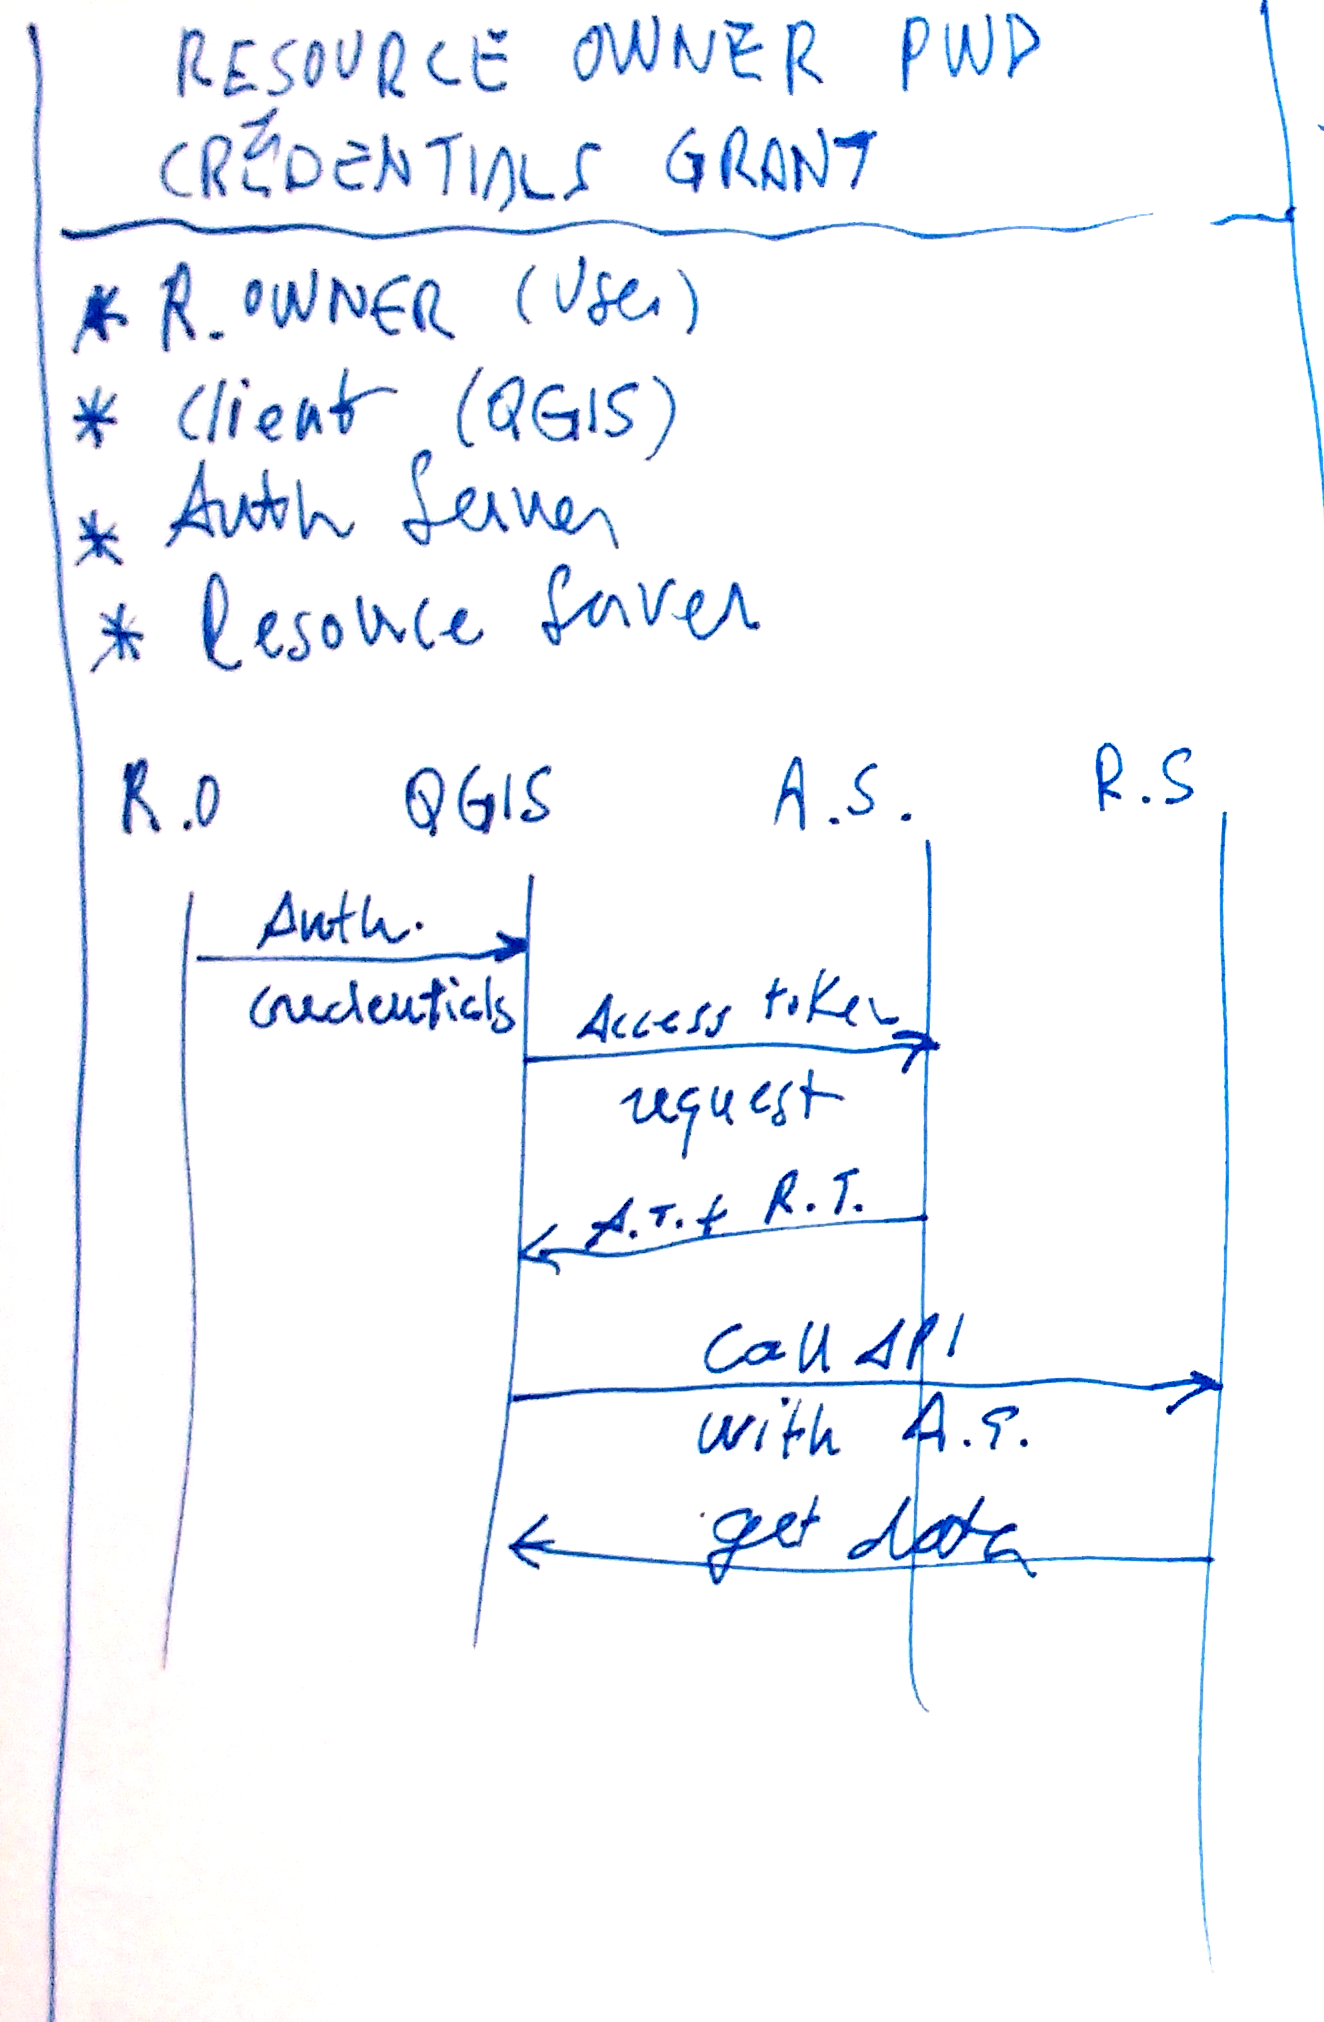 RESOURCE OWNER PWD
CREDENTIALS GRANT
* R. OWNER (User)
* Client (QGIS)
* Auth Server
* Resource Server
R.O QGIS A.S. R.S
Auth.
credentials
Access token
request
A.T. + R.T.
Call API
with A.T.
get data